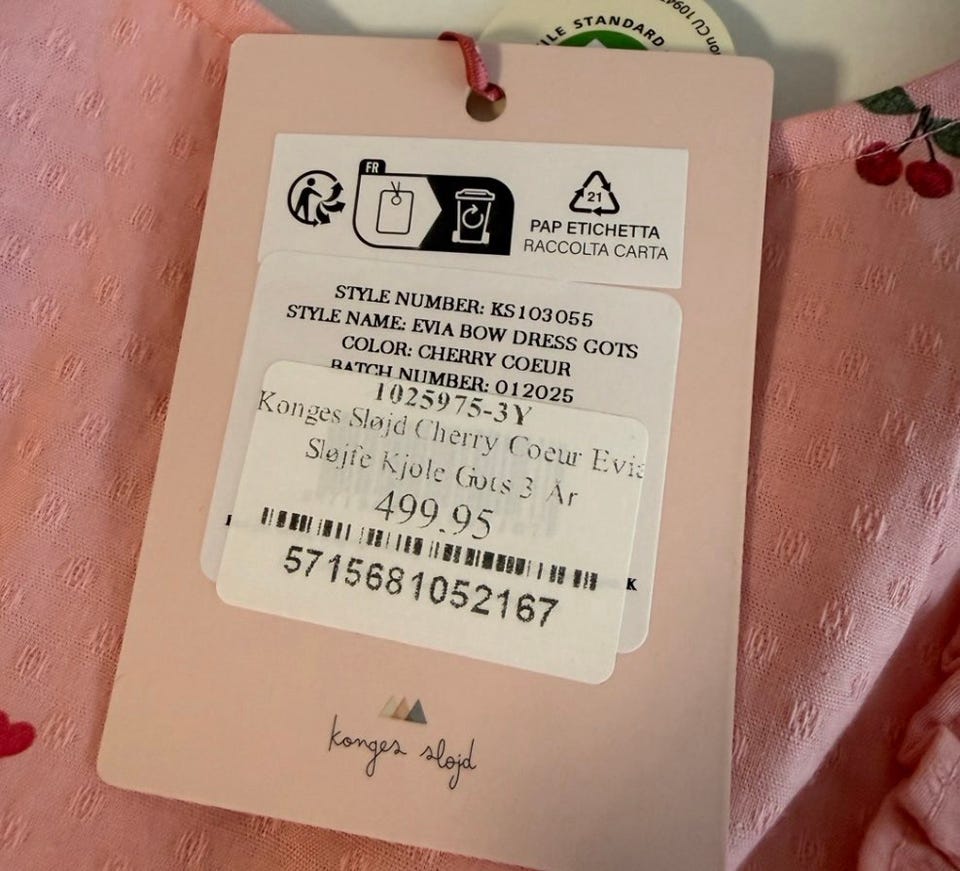 ILE STANDARD
FR
21
PAP ETICHETTA
RACCOLTA CARTA
STYLE NUMBER: KS103055
STYLE NAME: EVIA BOW DRESS GOTS
COLOR: CHERRY COEUR
BATCH NUMBER: 012025
1025975-3Y
Konges Sløjd Cherry Coeur Evia
Sløjfe Kjole Gots 3 År
499.95
K
5715681052167
konges sløjd